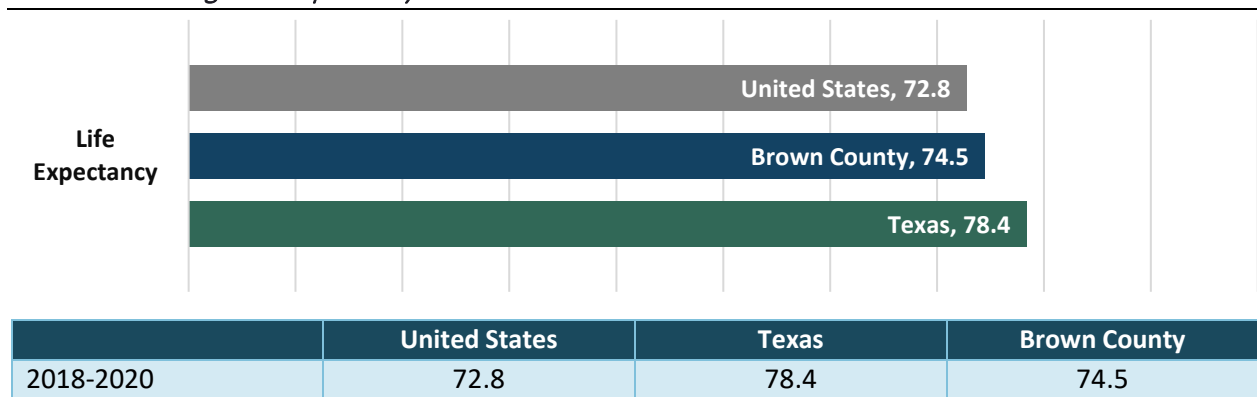 United States, 72.8
Life
Expectancy
Brown County, 74.5
Texas, 78.4
United States Texas Brown County
2018-2020 72.8 78.4 74.5